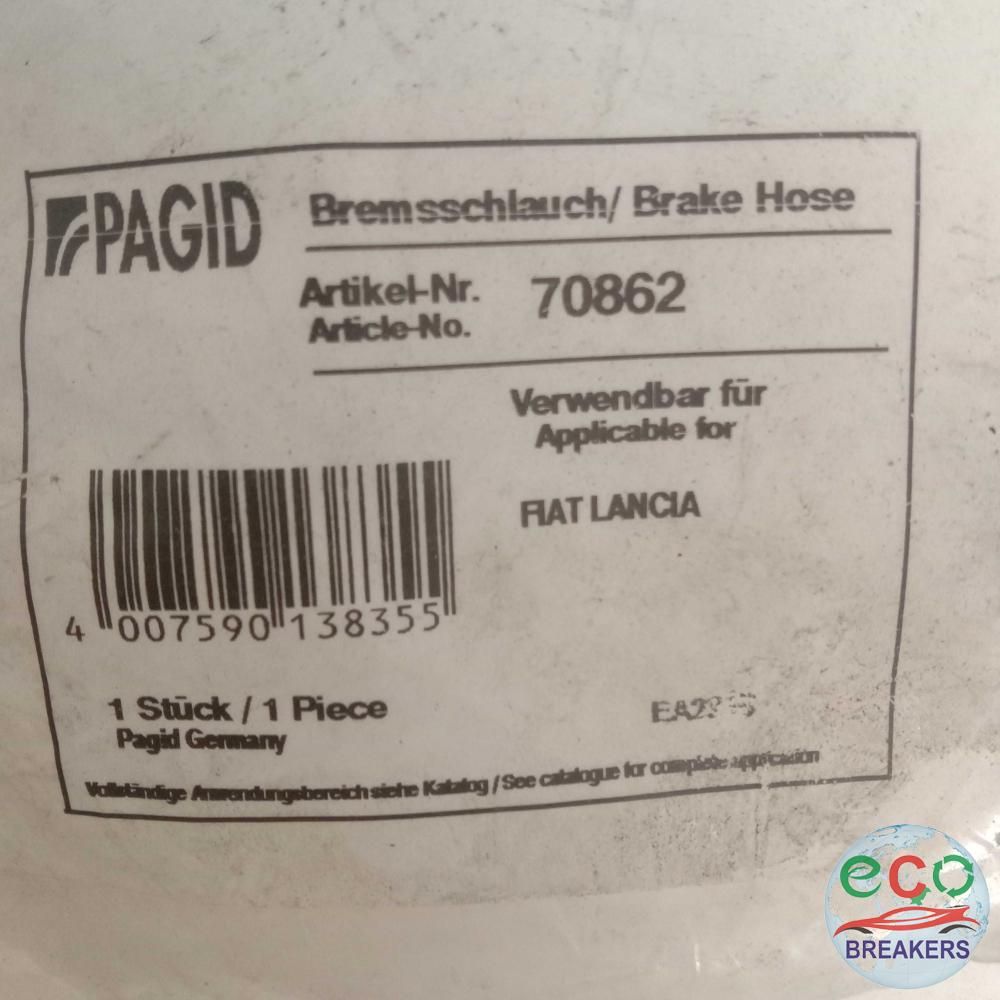 PAGID
Bremsschlauch/ Brake Hose
Artikel-Nr. 70862
Article-No.
Verwendbar für
Applicable for
FIAT LANCIA
4 007590 138355
1 Stück / 1 Piece
Pagid Germany
Vollständige Anwendungsbereich siehe Katalog / See catalogue for complete application
eco
BREAKERS